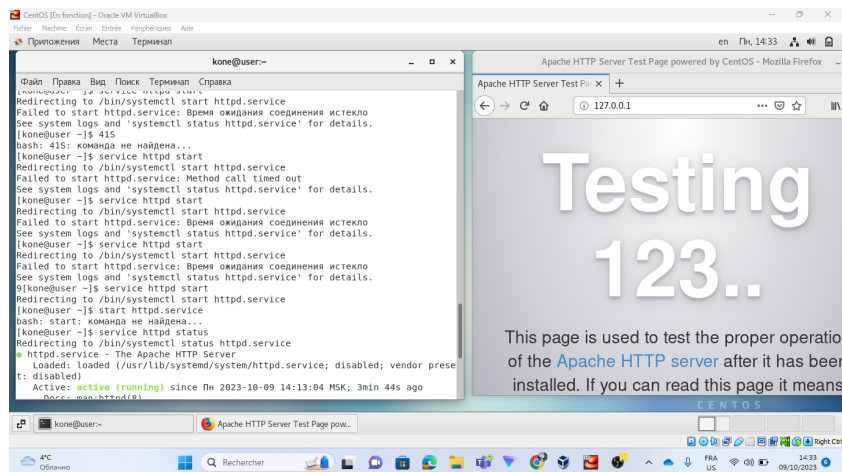 CentOS [En fonction] - Oracle VM VirtualBox
Fichier Machine Écran Entrée Périphériques Aide
Приложения Места Терминал en Пн, 14:33
kone@user:~
Файл Правка Вид Поиск Терминал Справка
Redirecting to /bin/systemctl start httpd.service
Failed to start httpd.service: Время ожидания соединения истекло
See system logs and 'systemctl status httpd.service' for details.
[kone@user ~]$ 41S
bash: 41S: команда не найдена...
[kone@user ~]$ service httpd start
Redirecting to /bin/systemctl start httpd.service
Failed to start httpd.service: Method call timed out
See system logs and 'systemctl status httpd.service' for details.
[kone@user ~]$ service httpd start
Redirecting to /bin/systemctl start httpd.service
Failed to start httpd.service: Время ожидания соединения истекло
See system logs and 'systemctl status httpd.service' for details.
[kone@user ~]$ service httpd start
Redirecting to /bin/systemctl start httpd.service
Failed to start httpd.service: Время ожидания соединения истекло
See system logs and 'systemctl status httpd.service' for details.
9[kone@user ~]$ service httpd start
Redirecting to /bin/systemctl start httpd.service
[kone@user ~]$ start httpd.service
bash: start: команда не найдена...
[kone@user ~]$ service httpd status
Redirecting to /bin/systemctl status httpd.service
● httpd.service - The Apache HTTP Server
Loaded: loaded (/usr/lib/systemd/system/httpd.service; disabled; vendor prese
t: disabled)
Active: active (running) since Пн 2023-10-09 14:13:04 MSK; 3min 44s ago
Docs: man:httpd(8)
Apache HTTP Server Test Page powered by CentOS - Mozilla Firefox
Apache HTTP Server Test Pa
127.0.0.1
Testing
123..
This page is used to test the proper operatio
of the Apache HTTP server after it has beer
installed. If you can read this page it means
CENTOS
kone@user:~ Apache HTTP Server Test Page pow...
Right Ctrl
4°C
Облачно
Rechercher
FRA
US
14:33
09/10/2023